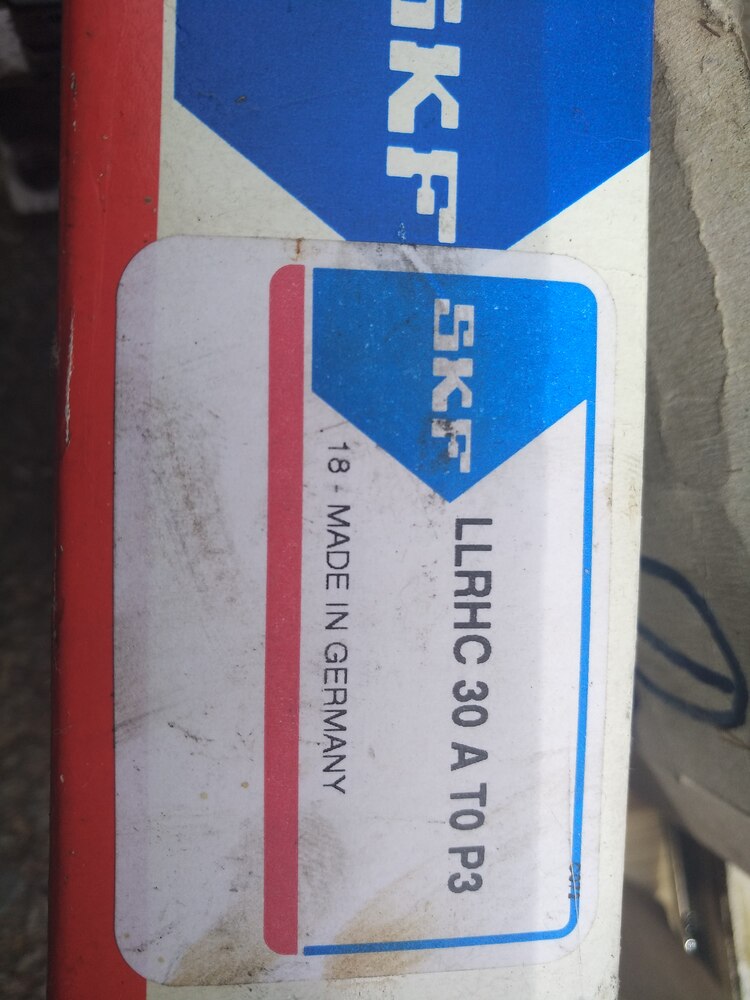 SKF
SKF
LLRHC 30 A T0 P3
18 - MADE IN GERMANY